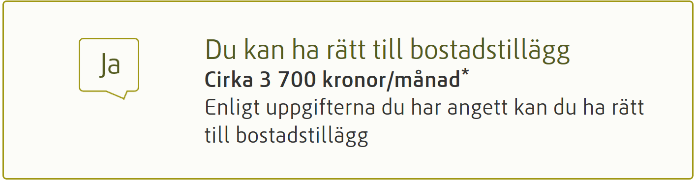 Ja
Du kan ha rätt till bostadstillägg
Cirka 3 700 kronor/månad*
Enligt uppgifterna du har angett kan du ha rätt
till bostadstillägg